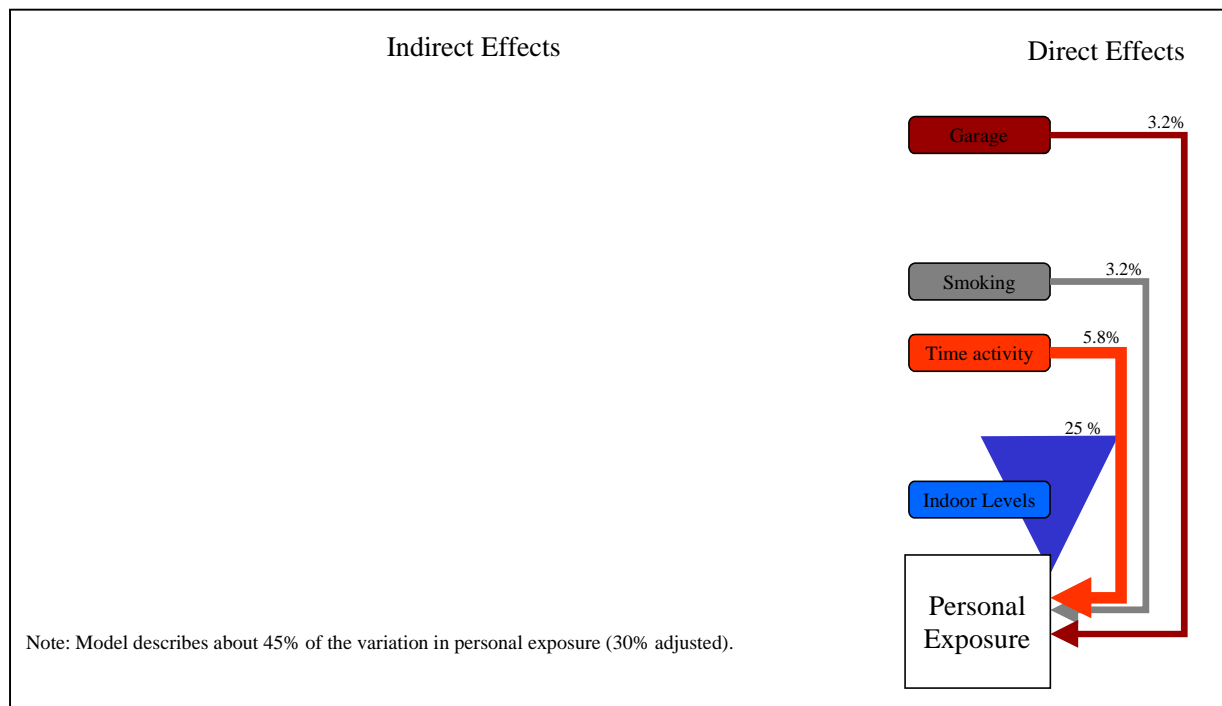 Indirect Effects
Direct Effects
Garage
3.2%
Smoking
3.2%
Time activity
5.8%
25 %
Indoor Levels
Personal
Exposure
Note: Model describes about 45% of the variation in personal exposure (30% adjusted).